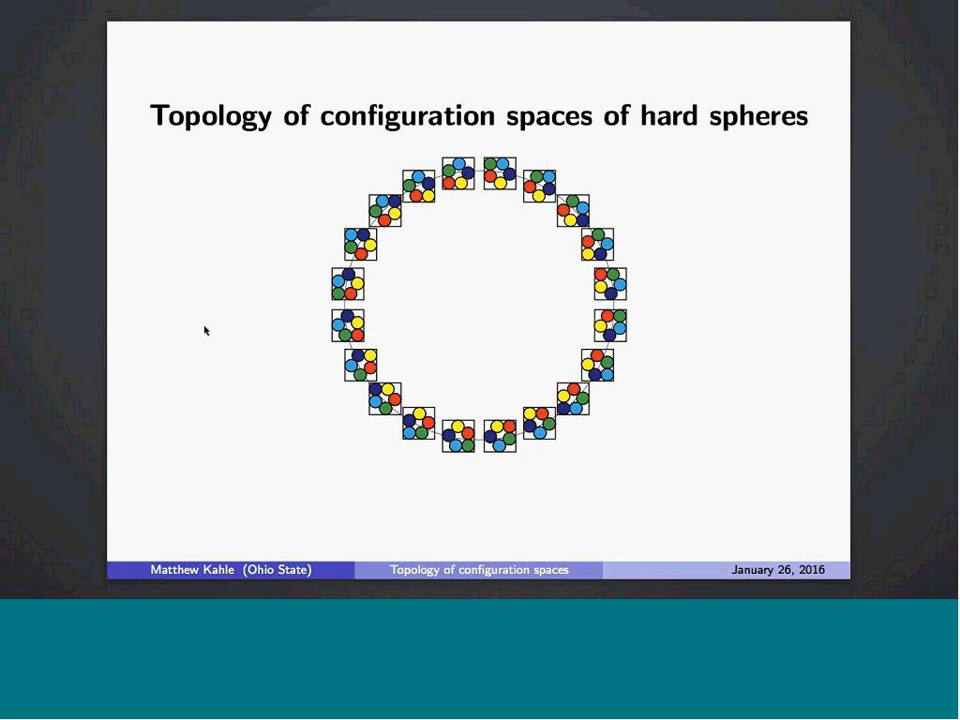 Topology of configuration spaces of hard spheres
Matthew Kahle (Ohio State) Topology of configuration spaces January 26, 2016